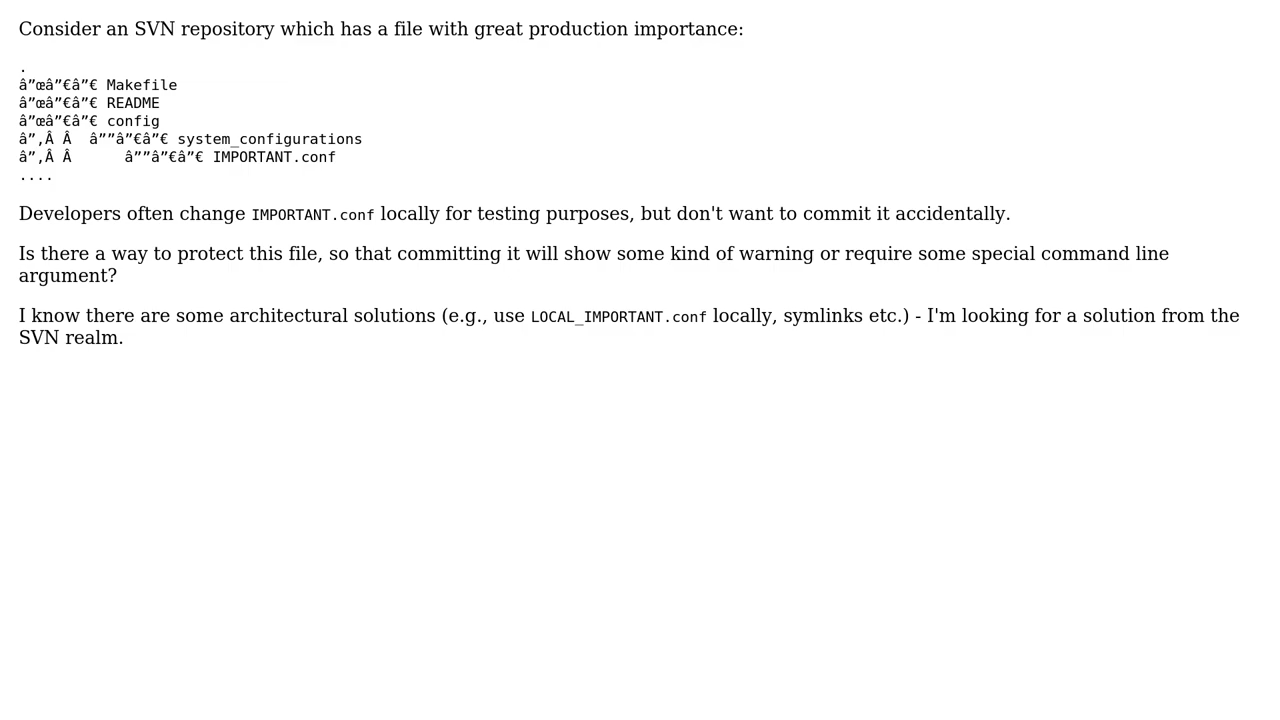 Consider an SVN repository which has a file with great production importance:
.
â”œâ”€â”€ Makefile
â”œâ”€â”€ README
â”œâ”€â”€ config
â”‚Â Â  â””â”€â”€ system_configurations
â”‚Â Â      â””â”€â”€ IMPORTANT.conf
....
Developers often change IMPORTANT.conf locally for testing purposes, but don't want to commit it accidentally.
Is there a way to protect this file, so that committing it will show some kind of warning or require some special command line
argument?
I know there are some architectural solutions (e.g., use LOCAL_IMPORTANT.conf locally, symlinks etc.) - I'm looking for a solution from the
SVN realm.